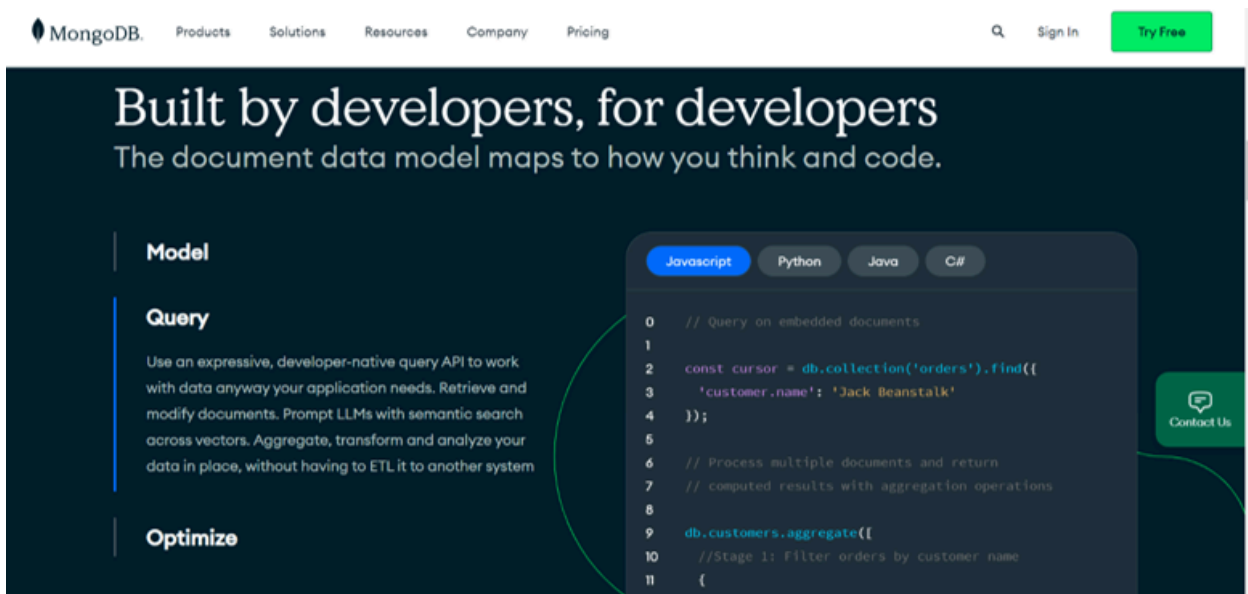 MongoDB. Products Solutions Resources Company Pricing Sign In Try Free
Built by developers, for developers
The document data model maps to how you think and code.
Model
Query
Use an expressive, developer-native query API to work
with data anyway your application needs. Retrieve and
modify documents. Prompt LLMs with semantic search
across vectors. Aggregate, transform and analyze your
data in place, without having to ETL it to another system
Optimize
Javascript Python Java C#
0 // Query on embedded documents
1
2 const cursor = db.collection('orders').find({
3 'customer.name': 'Jack Beanstalk'
4 });
5
6 // Process multiple documents and return
7 // computed results with aggregation operations
8
9 db.customers.aggregate([
10 //Stage 1: Filter orders by customer name
11 {
Contact Us